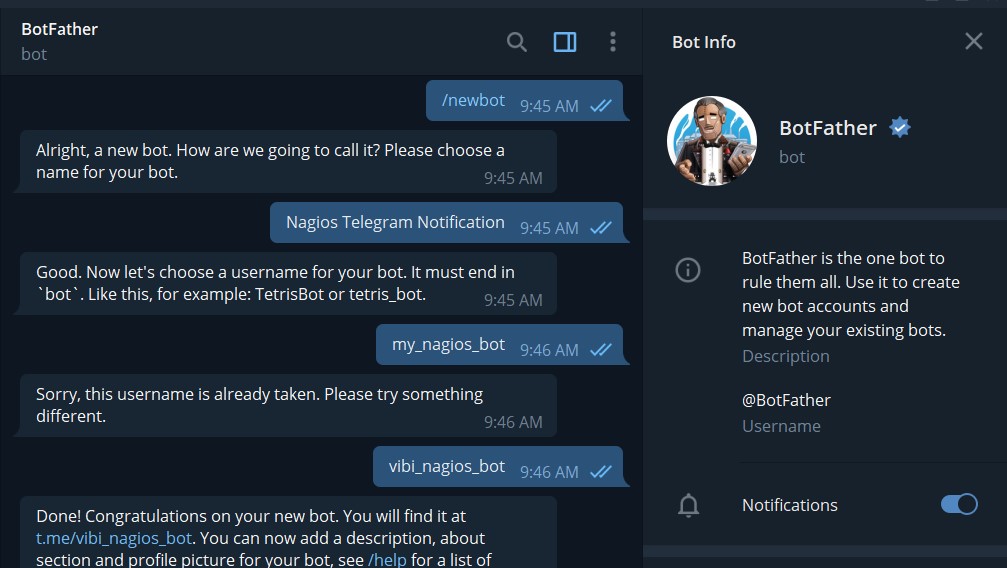 BotFather
bot
/newbot 9:45 AM
Alright, a new bot. How are we going to call it? Please choose a
name for your bot.
9:45 AM
Nagios Telegram Notification 9:45 AM
Good. Now let's choose a username for your bot. It must end in
`bot`. Like this, for example: TetrisBot or tetris_bot.
9:45 AM
my_nagios_bot 9:46 AM
Sorry, this username is already taken. Please try something
different.
9:46 AM
vibi_nagios_bot 9:46 AM
Done! Congratulations on your new bot. You will find it at
t.me/vibi_nagios_bot. You can now add a description, about
section and profile picture for your bot, see /help for a list of
Bot Info
BotFather
bot
BotFather is the one bot to
rule them all. Use it to create
new bot accounts and
manage your existing bots.
Description
@BotFather
Username
Notifications